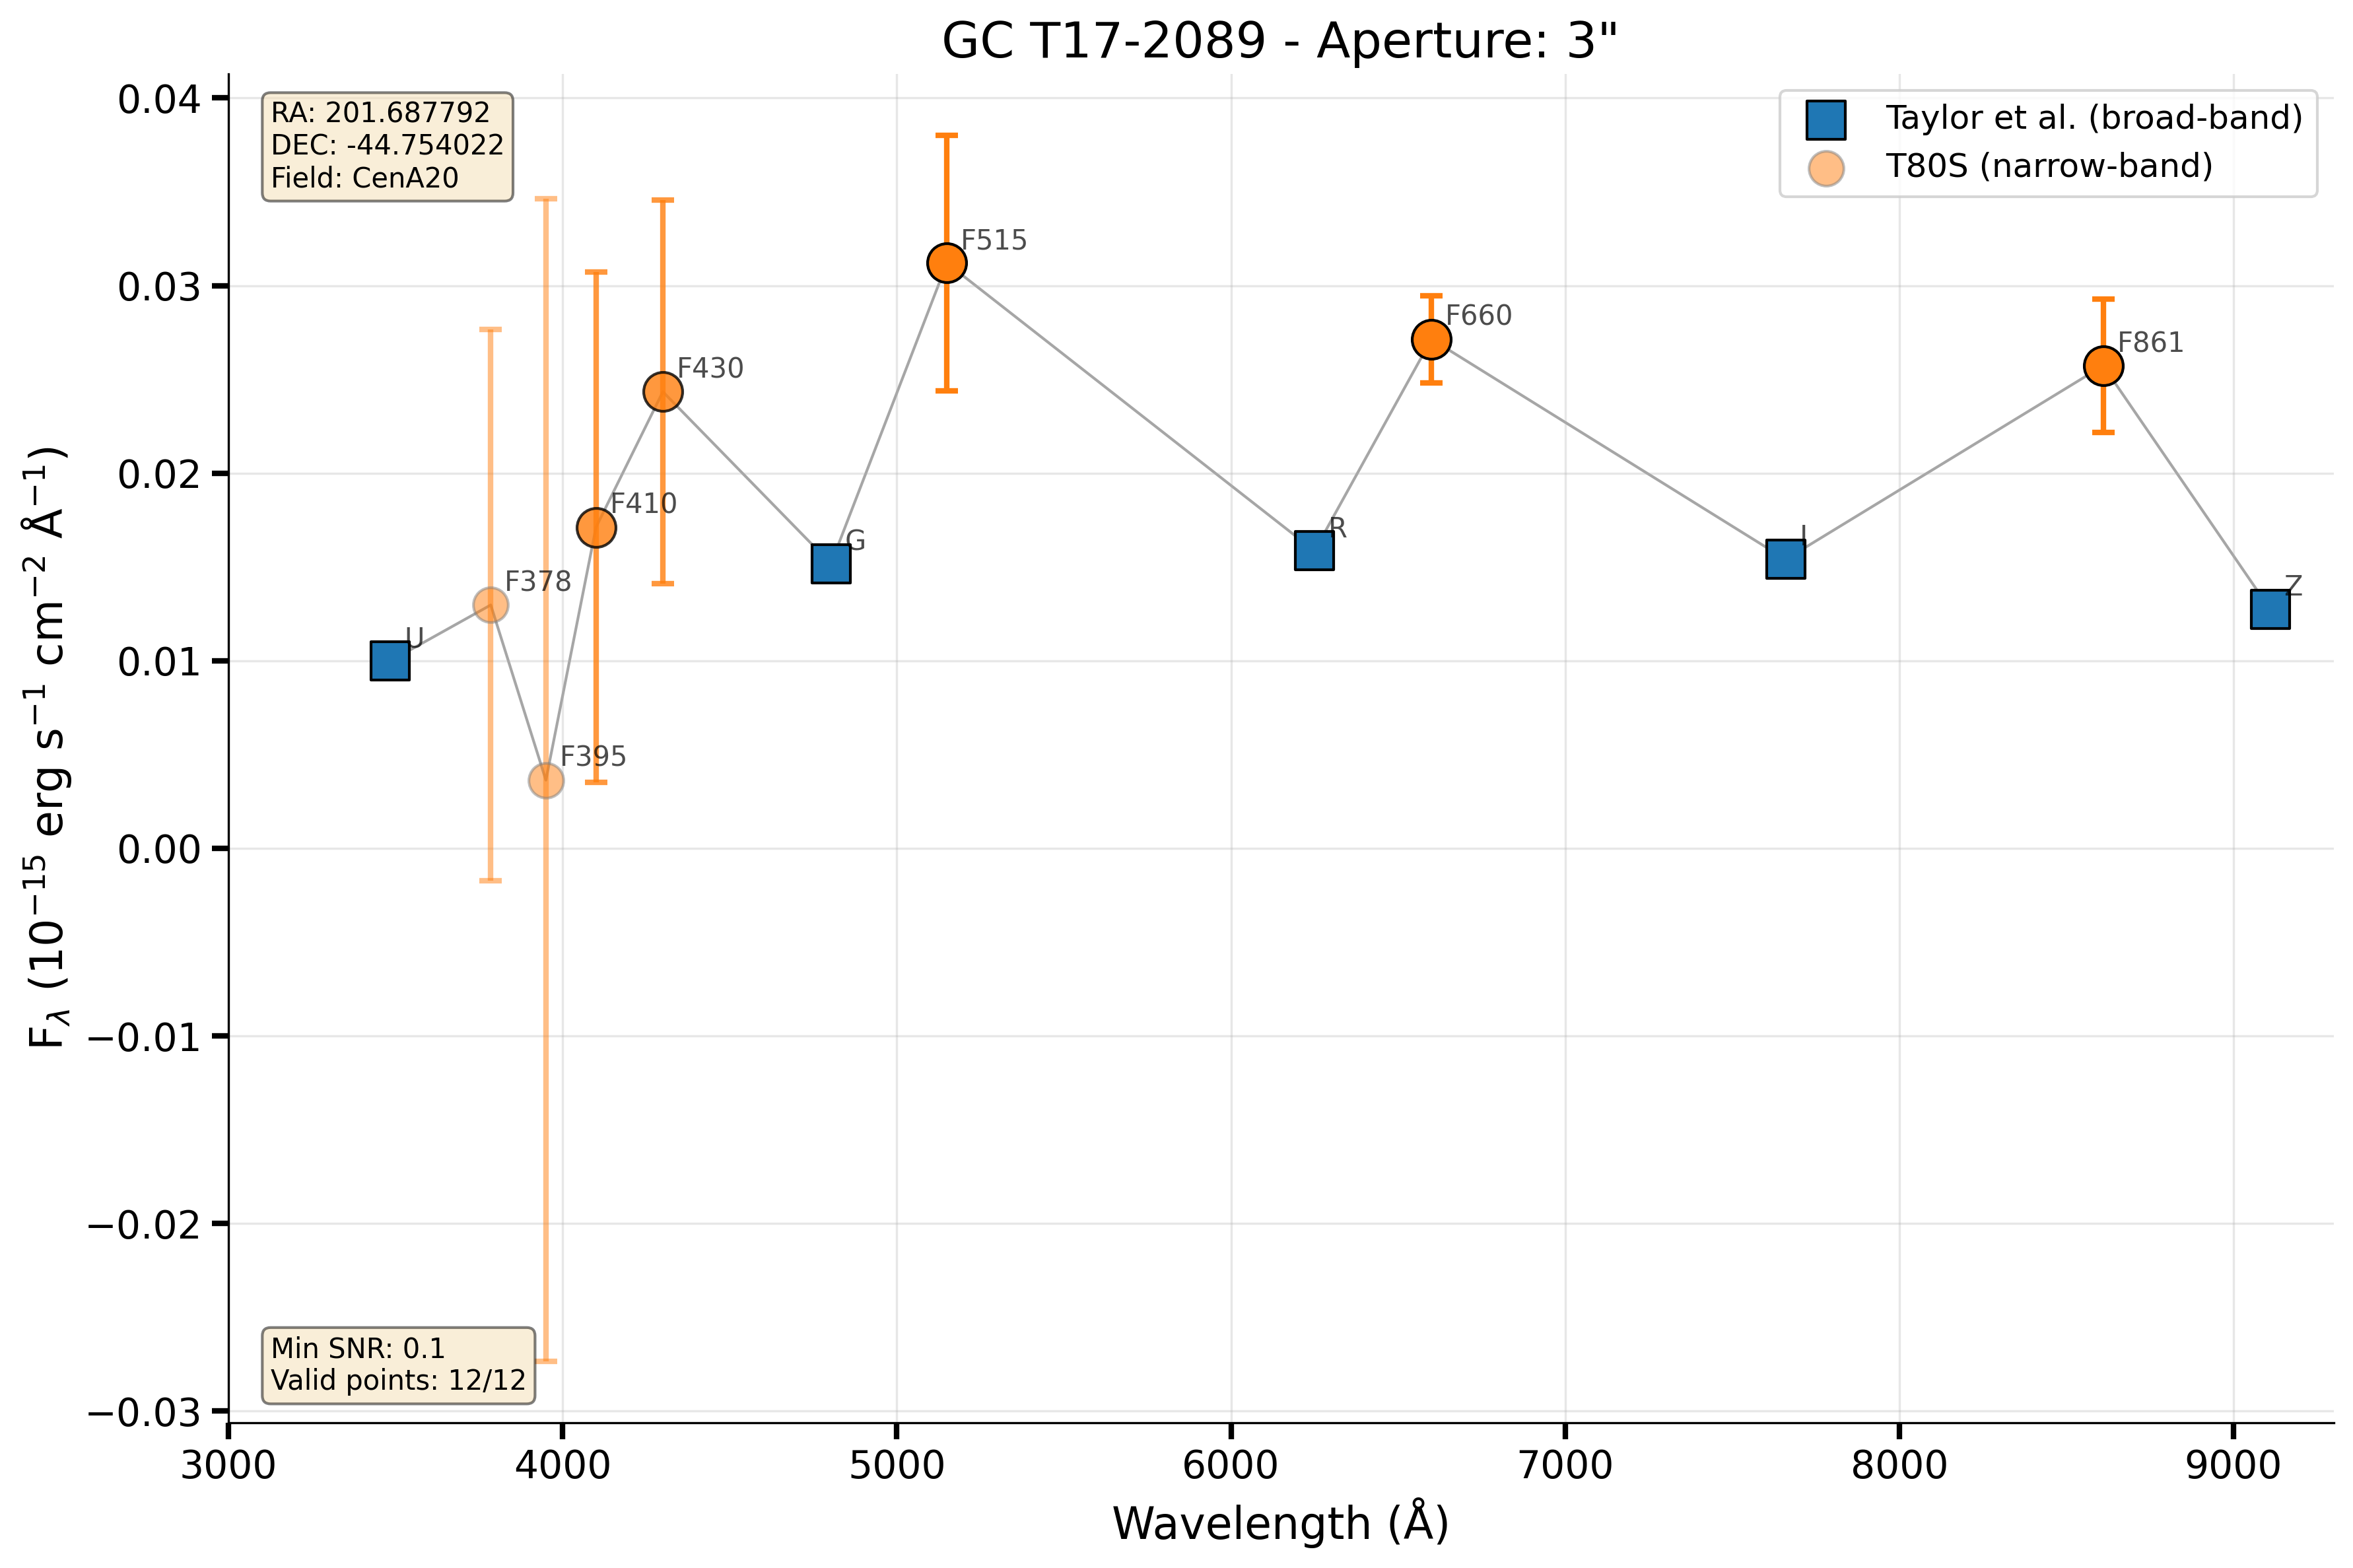 GC T17-2089 - Aperture: 3"
RA: 201.687792
DEC: -44.754022
Field: CenA20
Taylor et al. (broad-band)
T80S (narrow-band)
F515
F660
F861
F430
F410
G
R
I
Z
F378
U
F395
Min SNR: 0.1
Valid points: 12/12
0.04
0.03
0.02
0.01
0.00
−0.01
−0.02
−0.03
F_λ (10⁻¹⁵ erg s⁻¹ cm⁻² Å⁻¹)
3000 4000 5000 6000 7000 8000 9000
Wavelength (Å)